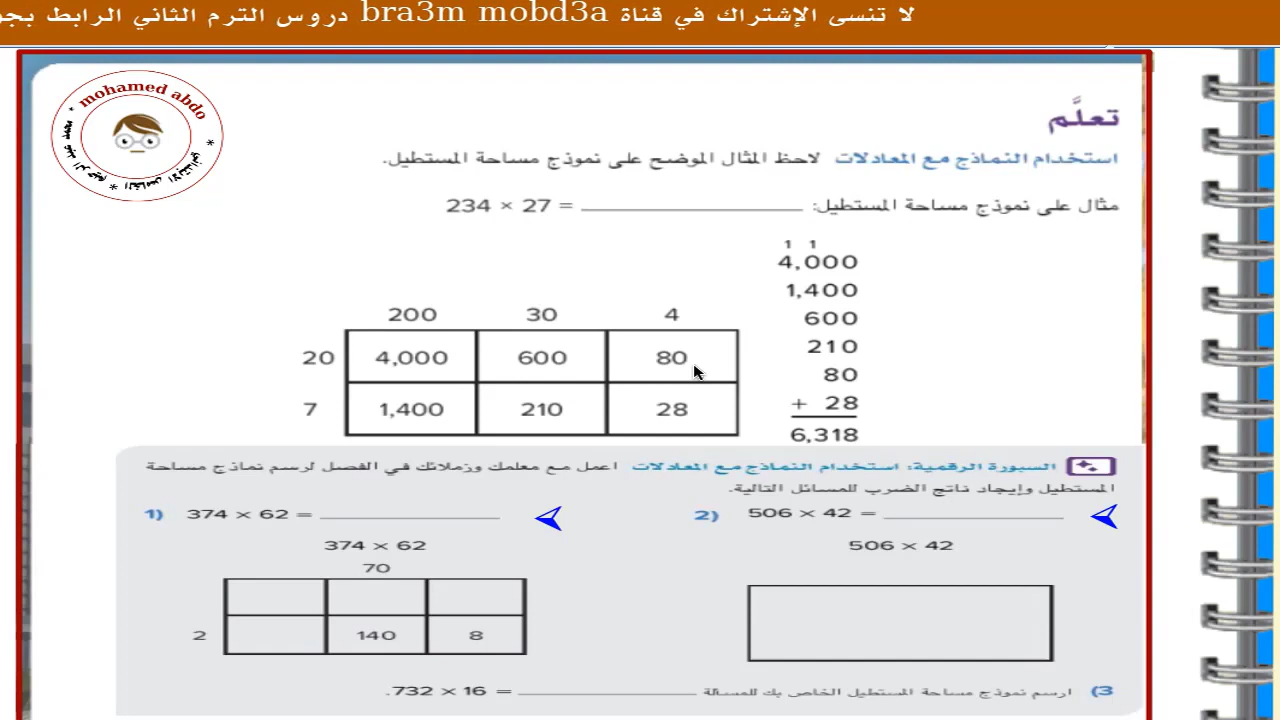 لا تنسى الإشتراك في قناة bra3m mobd3a دروس الترم الثاني الرابط
mohamed abdo
تعلَّم
استخدام النماذج مع المعادلات لاحظ المثال الموضح على نموذج مساحة المستطيل.
مثال على نموذج مساحة المستطيل: 234 × 27 = ____________
1 1
4,000
1,400
600
210
80
+ 28
6,318
200 30 4
20 4,000 600 80
7 1,400 210 28
السبورة الرقمية: استخدام النماذج مع المعادلات اعمل مع معلمك وزملائك في الفصل لرسم نماذج مساحة
المستطيل وإيجاد ناتج الضرب للمسائل التالية.
1) 374 × 62 = ____________
374 × 62
70
2 140 8
2) 506 × 42 = ____________
506 × 42
3) ارسم نموذج مساحة المستطيل الخاص بك للمسألة ____________ = 732 × 16.